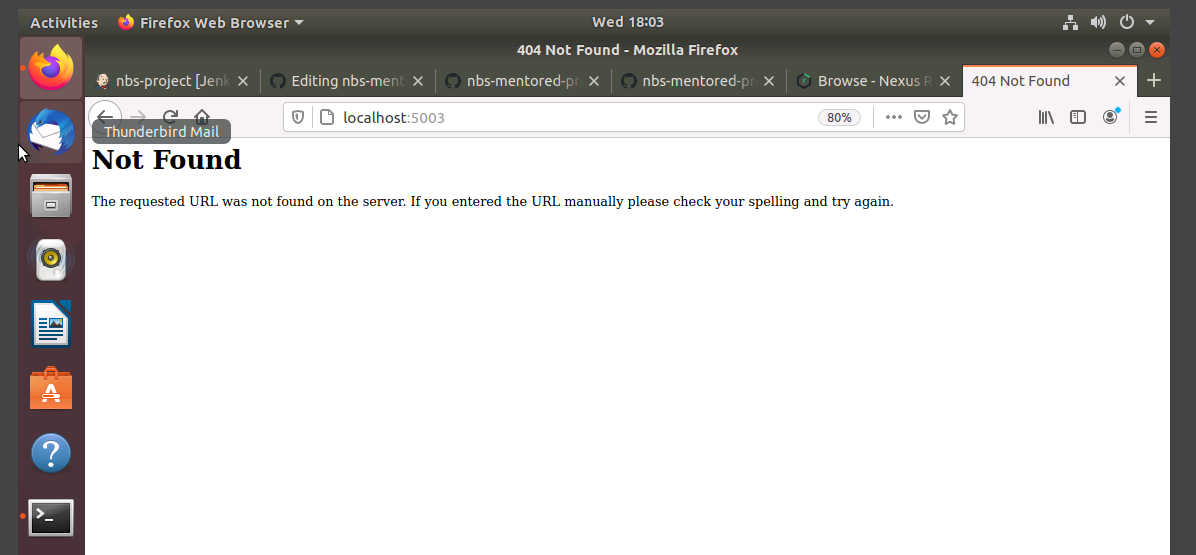 Activities Firefox Web Browser Wed 18:03
404 Not Found - Mozilla Firefox
nbs-project [Jenk Editing nbs-ment nbs-mentored-pr nbs-mentored-pr Browse - Nexus R 404 Not Found
localhost:5003 80%
Thunderbird Mail
Not Found
The requested URL was not found on the server. If you entered the URL manually please check your spelling and try again.